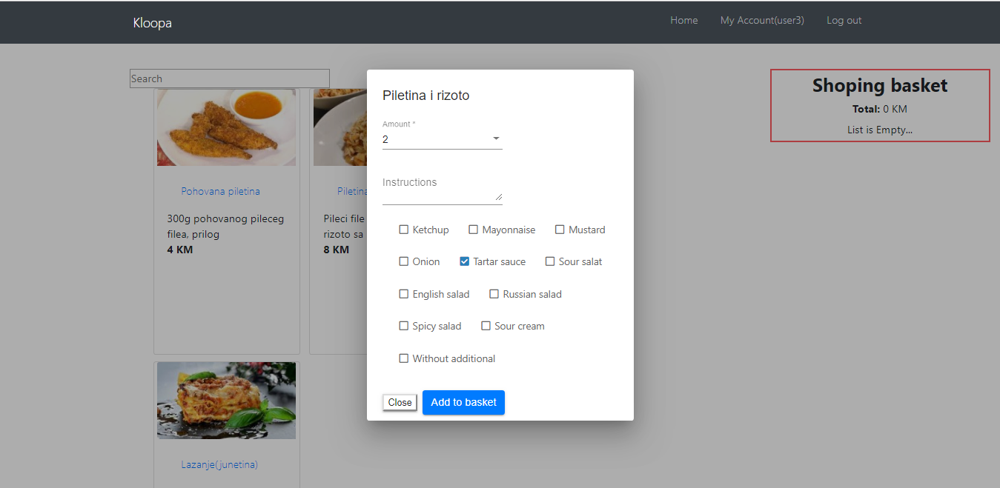 Kloopa
Home My Account(user3) Log out
Search
Pohovana piletina
300g pohovanog pileceg
filea, prilog
4 KM
Piletina
Pileci file
rizoto sa
8 KM
Lazanje(junetina)
Piletina i rizoto
Amount *
2
Instructions
Ketchup Mayonnaise Mustard
Onion Tartar sauce Sour salat
English salad Russian salad
Spicy salad Sour cream
Without additional
Close Add to basket
Shoping basket
Total: 0 KM
List is Empty...